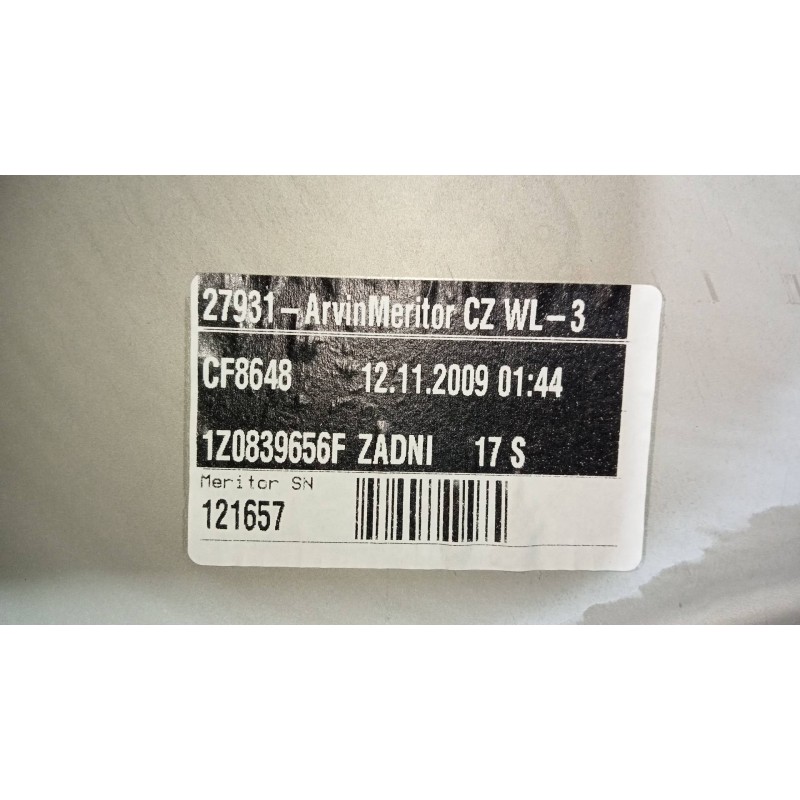 27931-ArvinMeritor CZ WL-3
CF8648 12.11.2009 01:44
1Z0839656F ZADNI 17 S
Meritor SN
121657